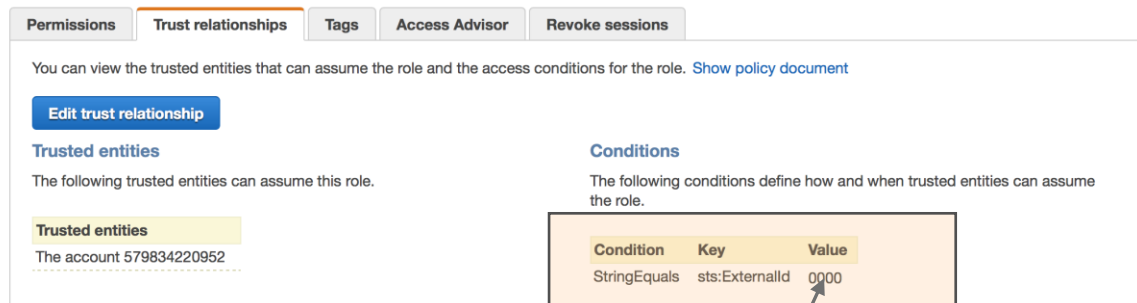 Permissions Trust relationships Tags Access Advisor Revoke sessions
You can view the trusted entities that can assume the role and the access conditions for the role. Show policy document
Edit trust relationship
Trusted entities
The following trusted entities can assume this role.
Trusted entities
The account 579834220952
Conditions
The following conditions define how and when trusted entities can assume
the role.
Condition Key Value
StringEquals sts:ExternalId 0000